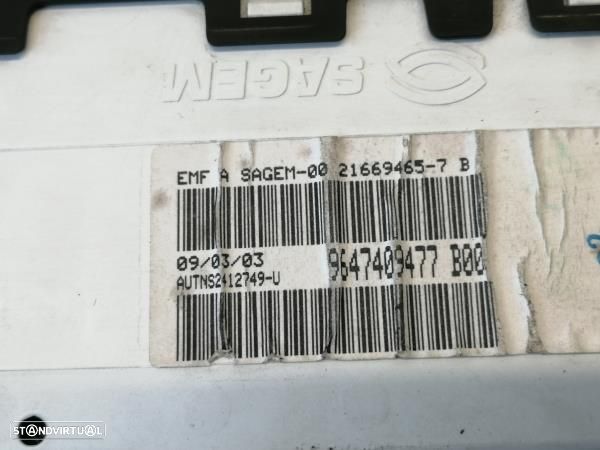 SAGEM
EMF A SAGEM-00 21669465-7 B
09/03/03
9647409477 B00
AUTNS2412749-U
STANDVIRTUAL